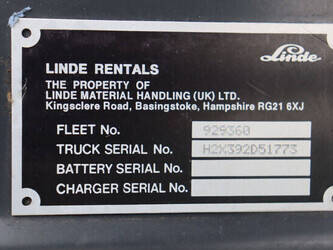 Linde
LINDE RENTALS
THE PROPERTY OF
LINDE MATERIAL HANDLING (UK) LTD.
Kingsclere Road, Basingstoke, Hampshire RG21 6XJ
FLEET No. 929360
TRUCK SERIAL No. H2X392D51773
BATTERY SERIAL No.
CHARGER SERIAL No.